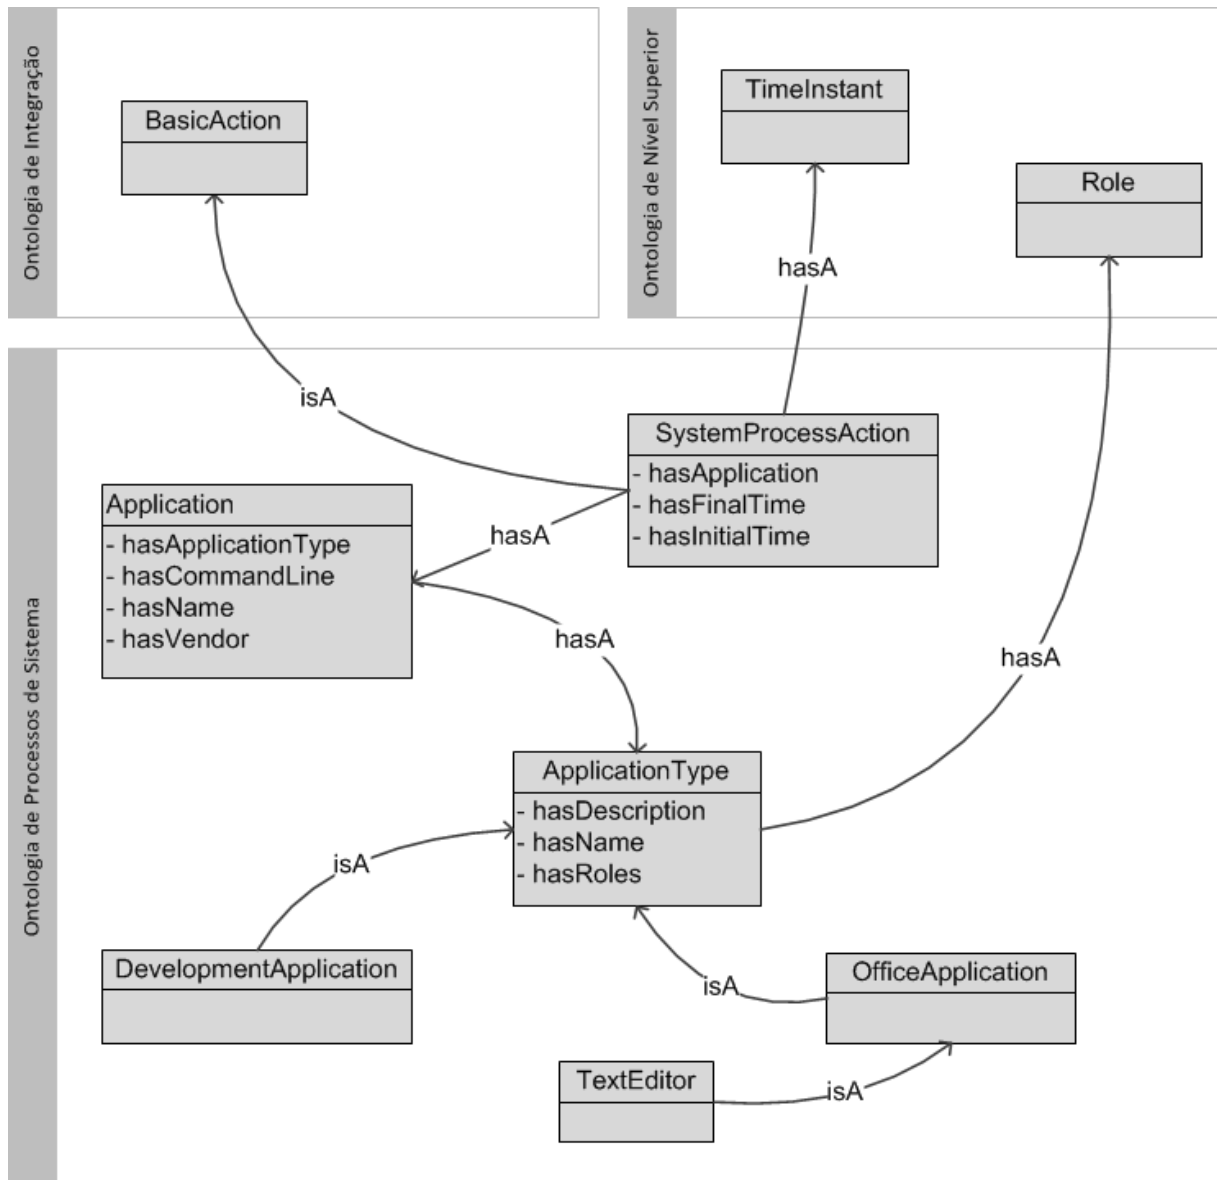 Ontologia de Integração
BasicAction
Ontologia de Nível Superior
TimeInstant
Role
hasA
Ontologia de Processos de Sistema
isA
SystemProcessAction
- hasApplication
- hasFinalTime
- hasInitialTime
Application
- hasApplicationType
- hasCommandLine
- hasName
- hasVendor
hasA
hasA
hasA
ApplicationType
- hasDescription
- hasName
- hasRoles
isA
DevelopmentApplication
OfficeApplication
isA
TextEditor
isA